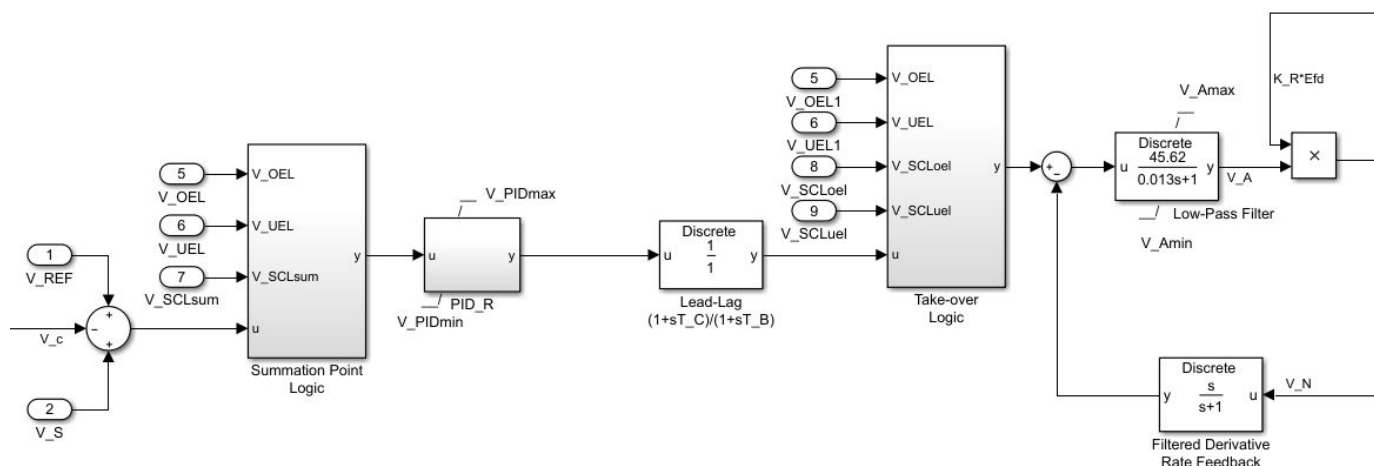 1
V_REF
V_c
+
−
+
2
V_S
5
V_OEL
6
V_UEL
7
V_SCLsum
V_OEL
V_UEL
V_SCLsum
u
y
Summation Point
Logic
V_PIDmax
u
y
V_PIDmin
PID_R
Discrete
u
1
1
y
Lead-Lag
(1+sT_C)/(1+sT_B)
5
V_OEL1
6
V_UEL1
8
V_SCLoel
9
V_SCLuel
V_OEL
V_UEL
V_SCLoel
V_SCLuel
u
y
Take-over
Logic
+
−
V_Amax
Discrete
u
45.62
0.013s+1
y
V_A
Low-Pass Filter
V_Amin
K_R*Efd
×
Discrete
y
s
s+1
u
V_N
Filtered Derivative
Rate Feedback